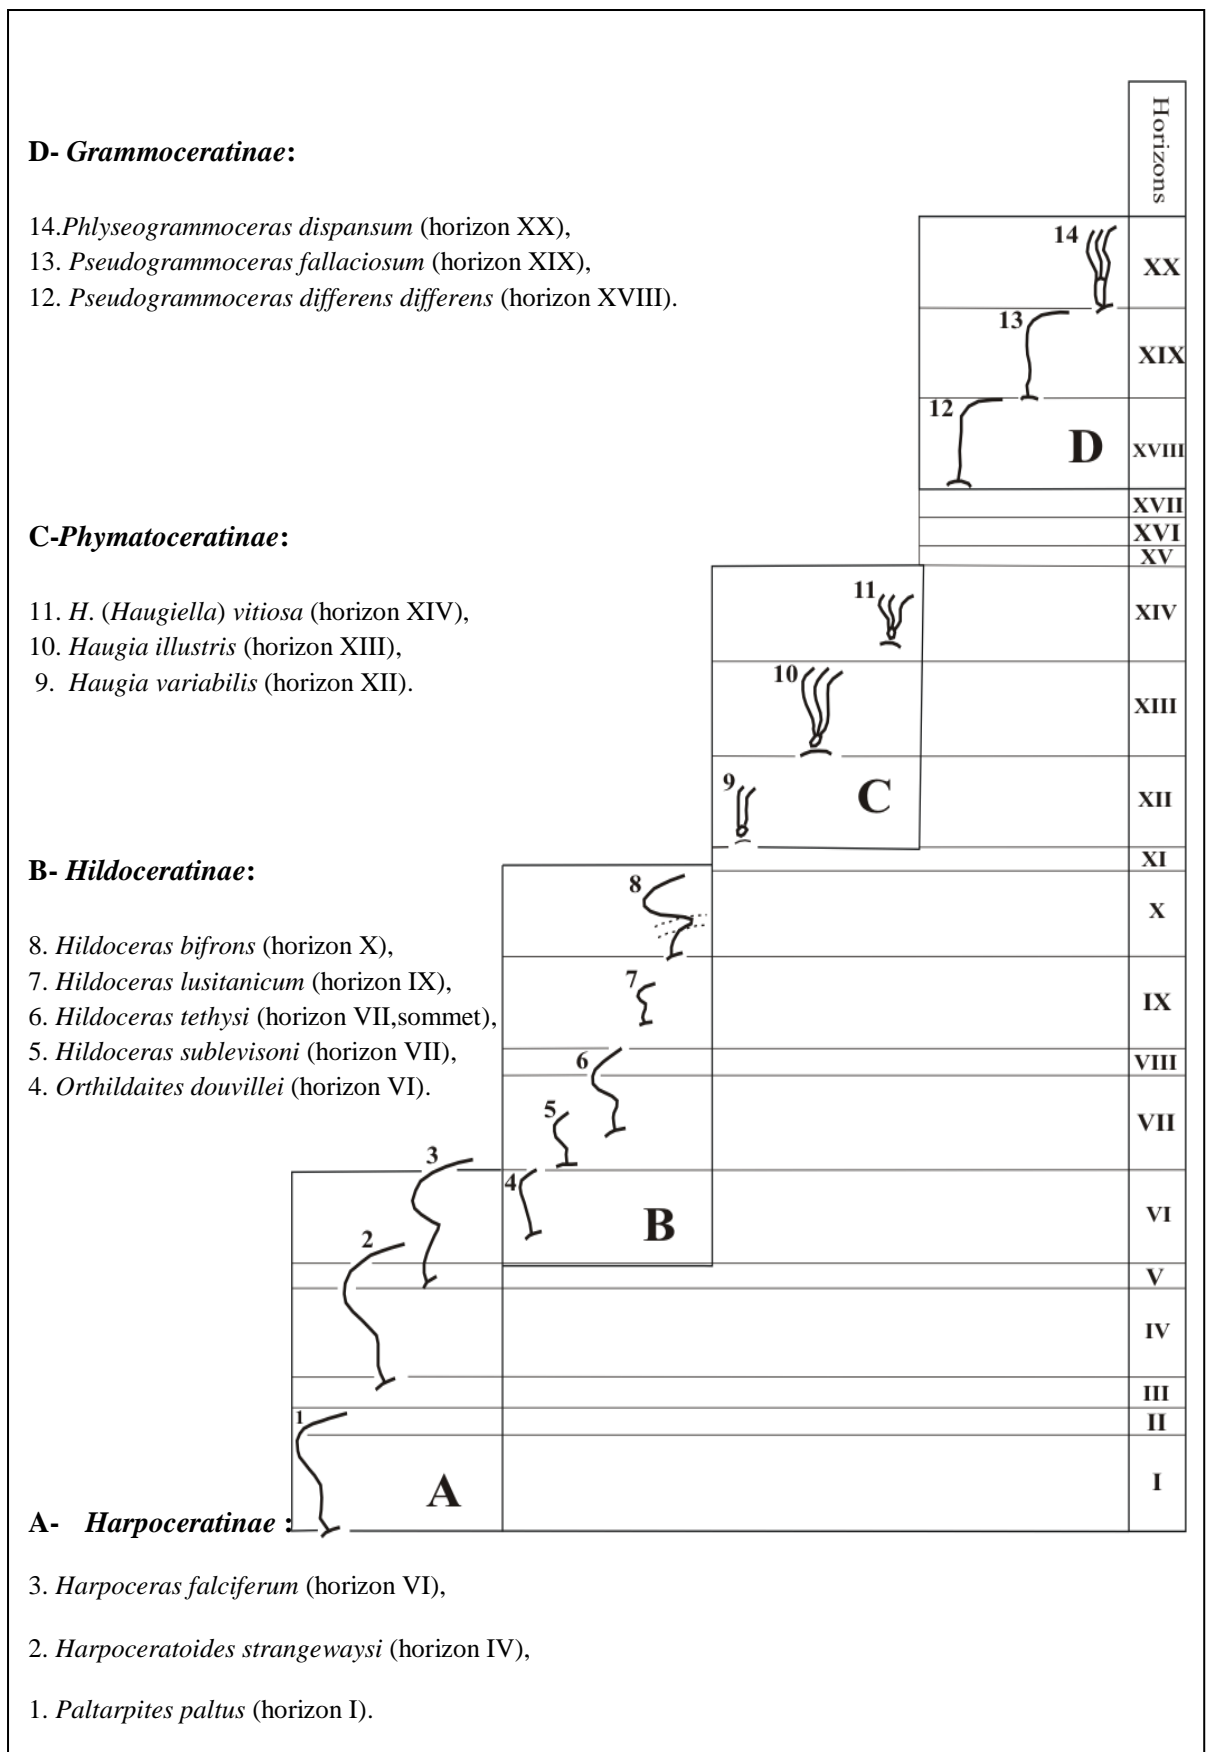 Horizons
D- Grammoceratinae:
14.Phlyseogrammoceras dispansum (horizon XX),
13. Pseudogrammoceras fallaciosum (horizon XIX),
12. Pseudogrammoceras differens differens (horizon XVIII).
14
XX
13
XIX
12
D
XVIII
XVII
XVI
XV
C-Phymatoceratinae:
11. H. (Haugiella) vitiosa (horizon XIV),
10. Haugia illustris (horizon XIII),
9. Haugia variabilis (horizon XII).
11
XIV
10
XIII
9
C
XII
XI
B- Hildoceratinae:
8. Hildoceras bifrons (horizon X),
7. Hildoceras lusitanicum (horizon IX),
6. Hildoceras tethysi (horizon VII,sommet),
5. Hildoceras sublevisoni (horizon VII),
4. Orthildaites douvillei (horizon VI).
8
X
7
IX
6
VIII
5
VII
3
4
B
VI
2
V
IV
III
1
II
A
I
A- Harpoceratinae :
3. Harpoceras falciferum (horizon VI),
2. Harpoceratoides strangewaysi (horizon IV),
1. Paltarpites paltus (horizon I).